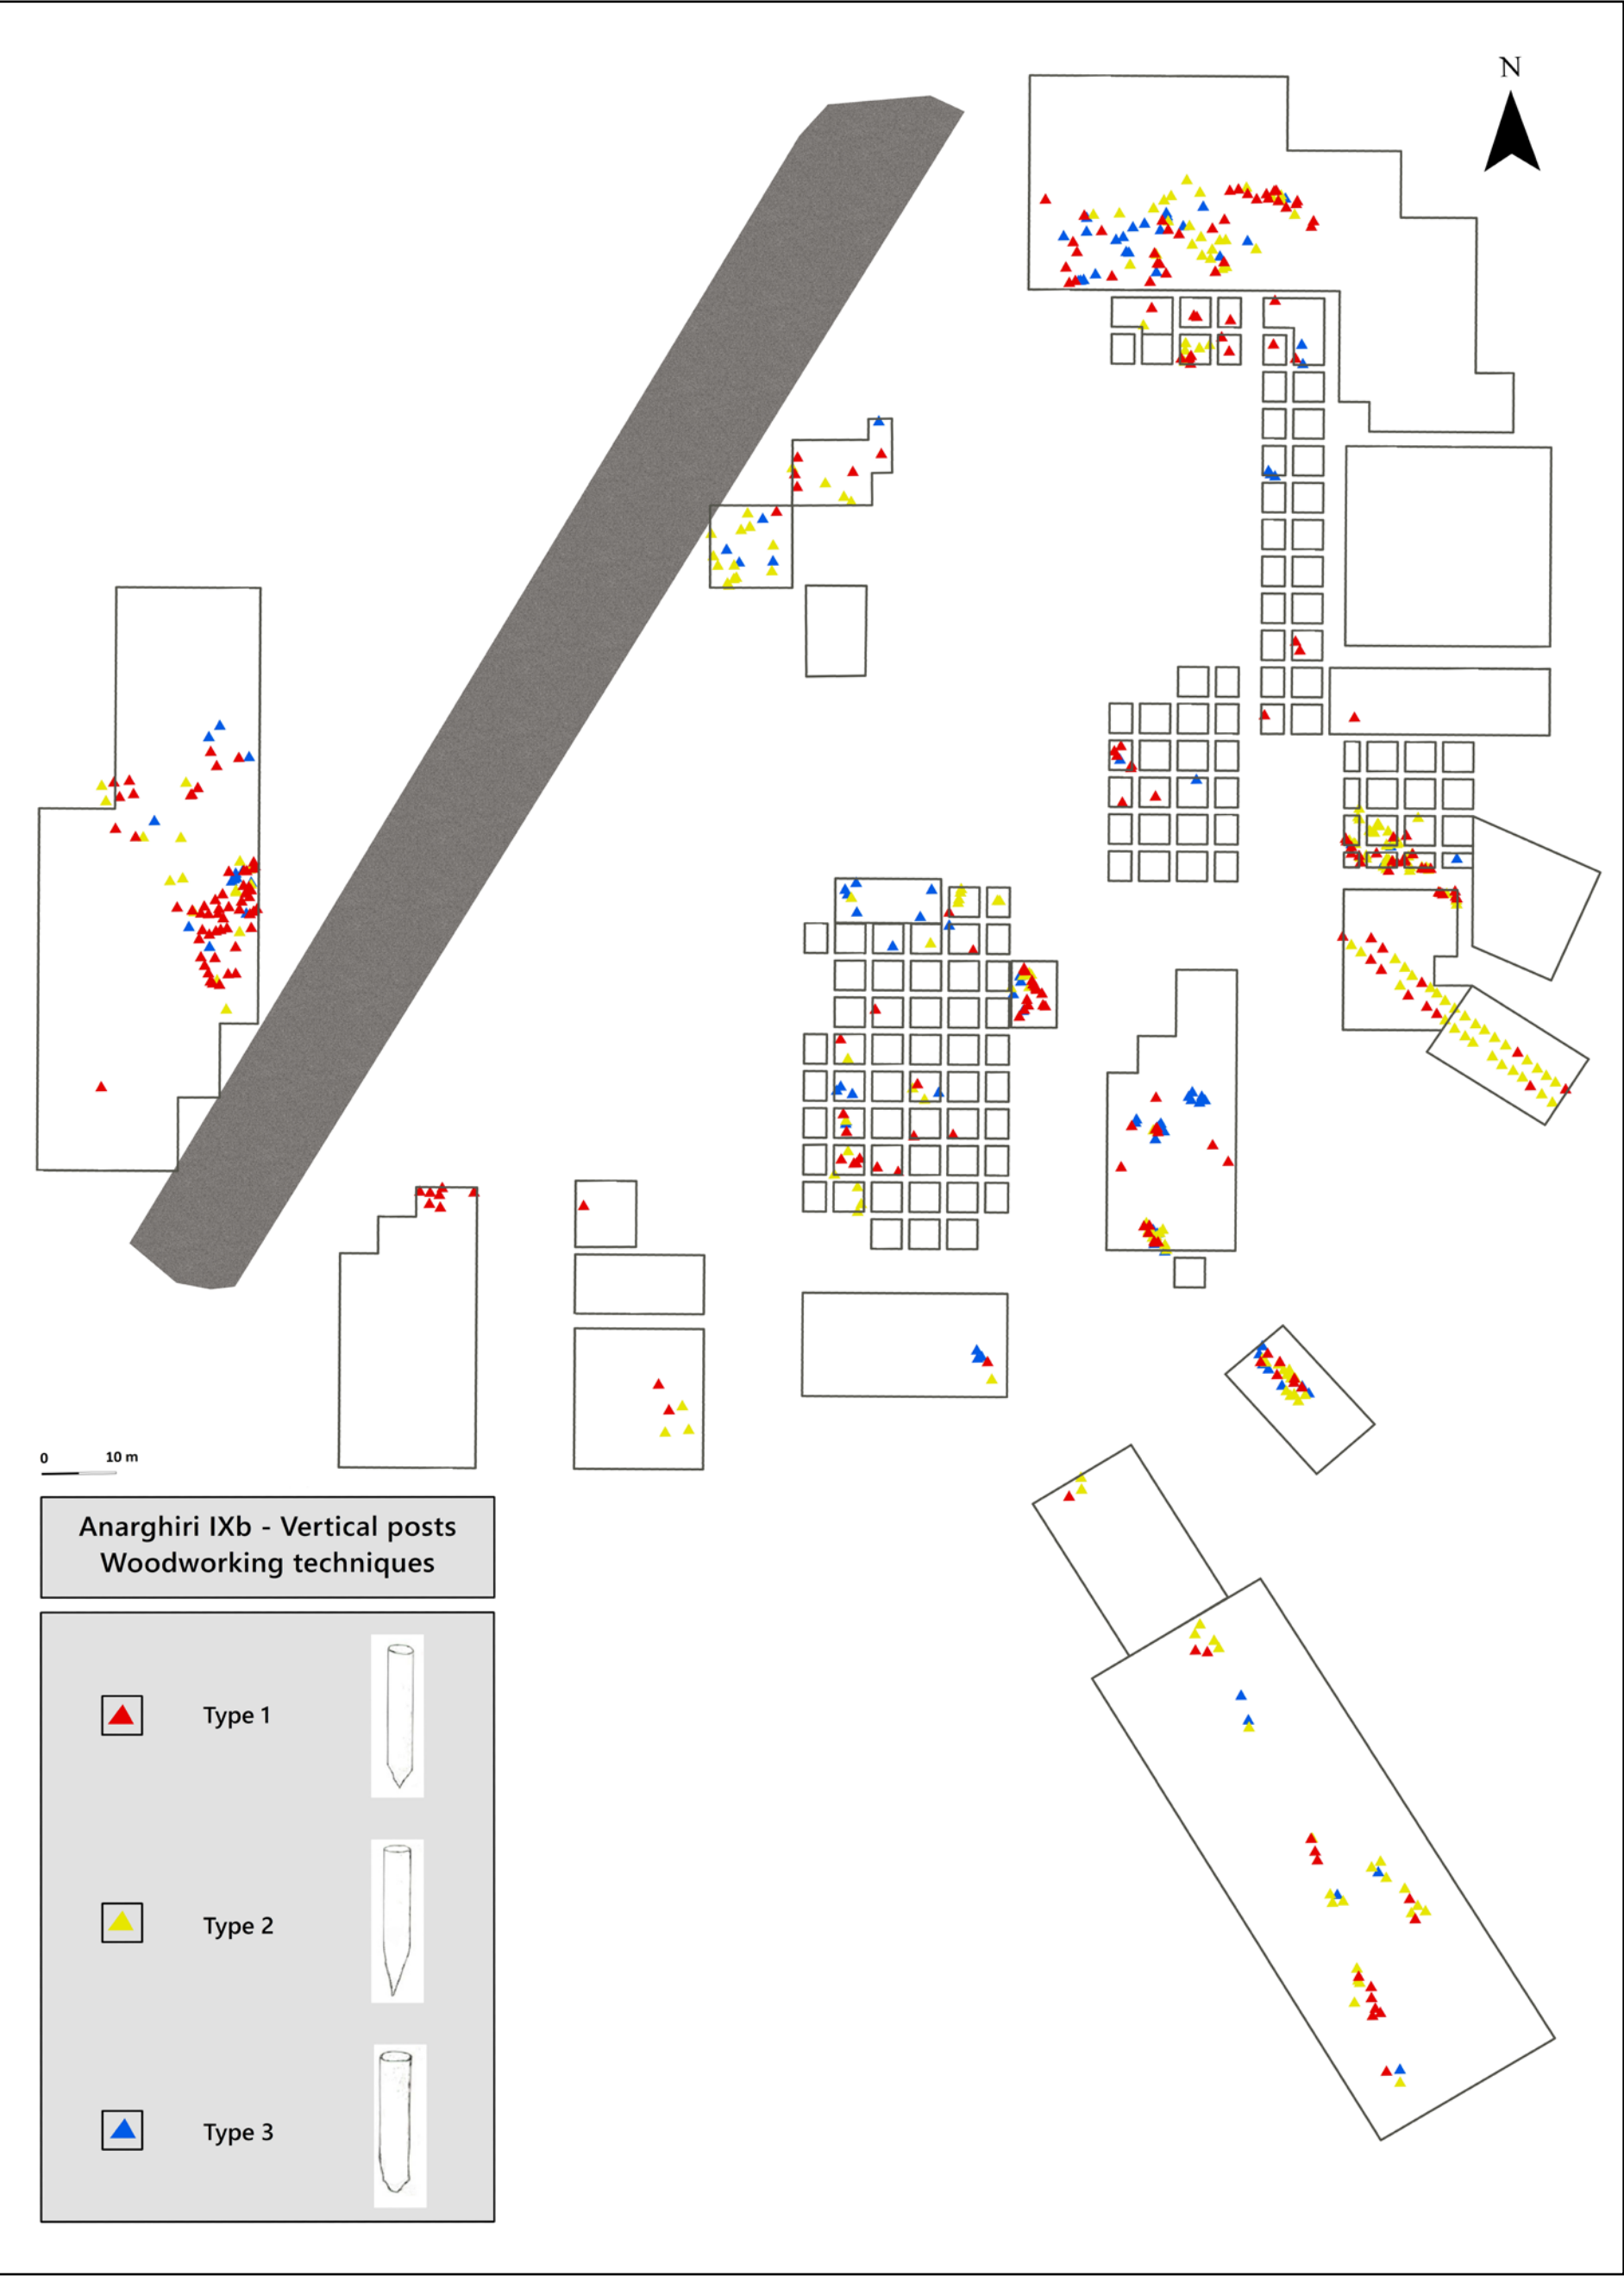 N
0 10 m
Anarghiri IXb - Vertical posts
Woodworking techniques
Type 1
Type 2
Type 3